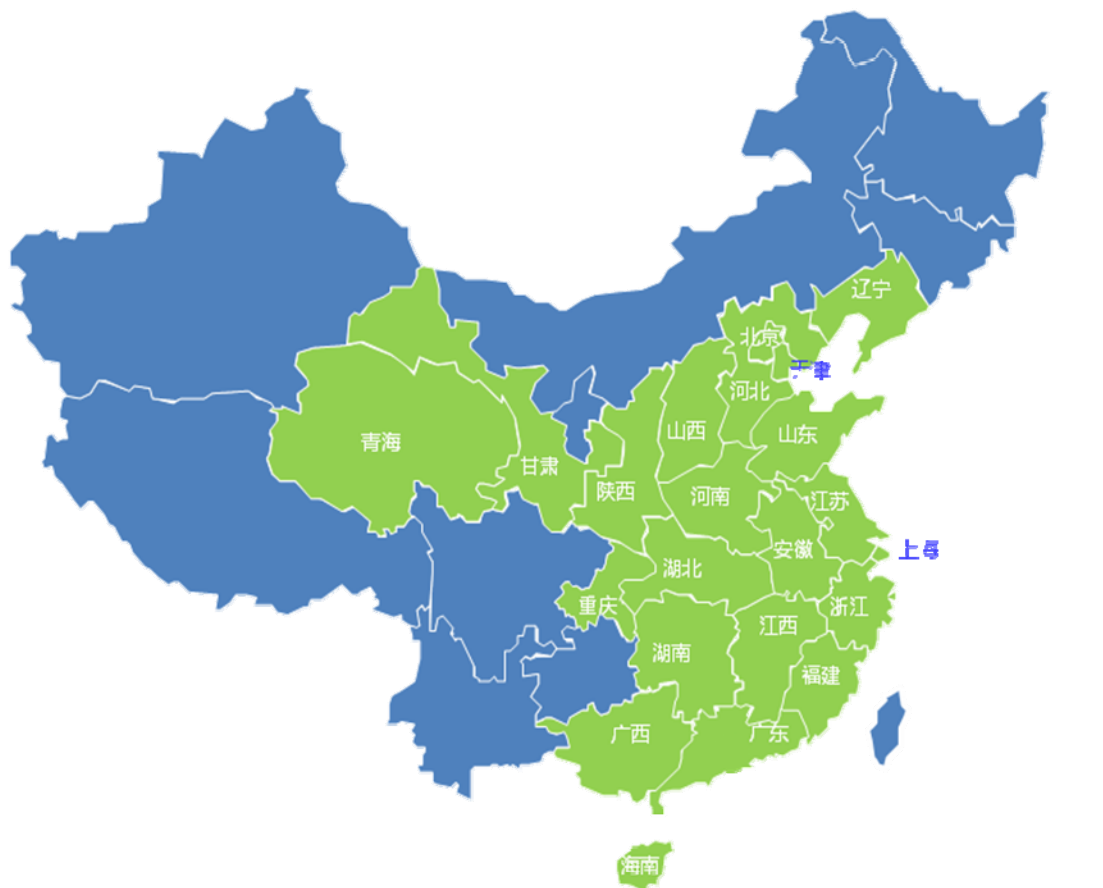 辽宁
北京
天津
河北
山西
山东
青海
甘肃
陕西
河南
江苏
安徽
上海
湖北
重庆
浙江
江西
湖南
福建
广西
广东
海南